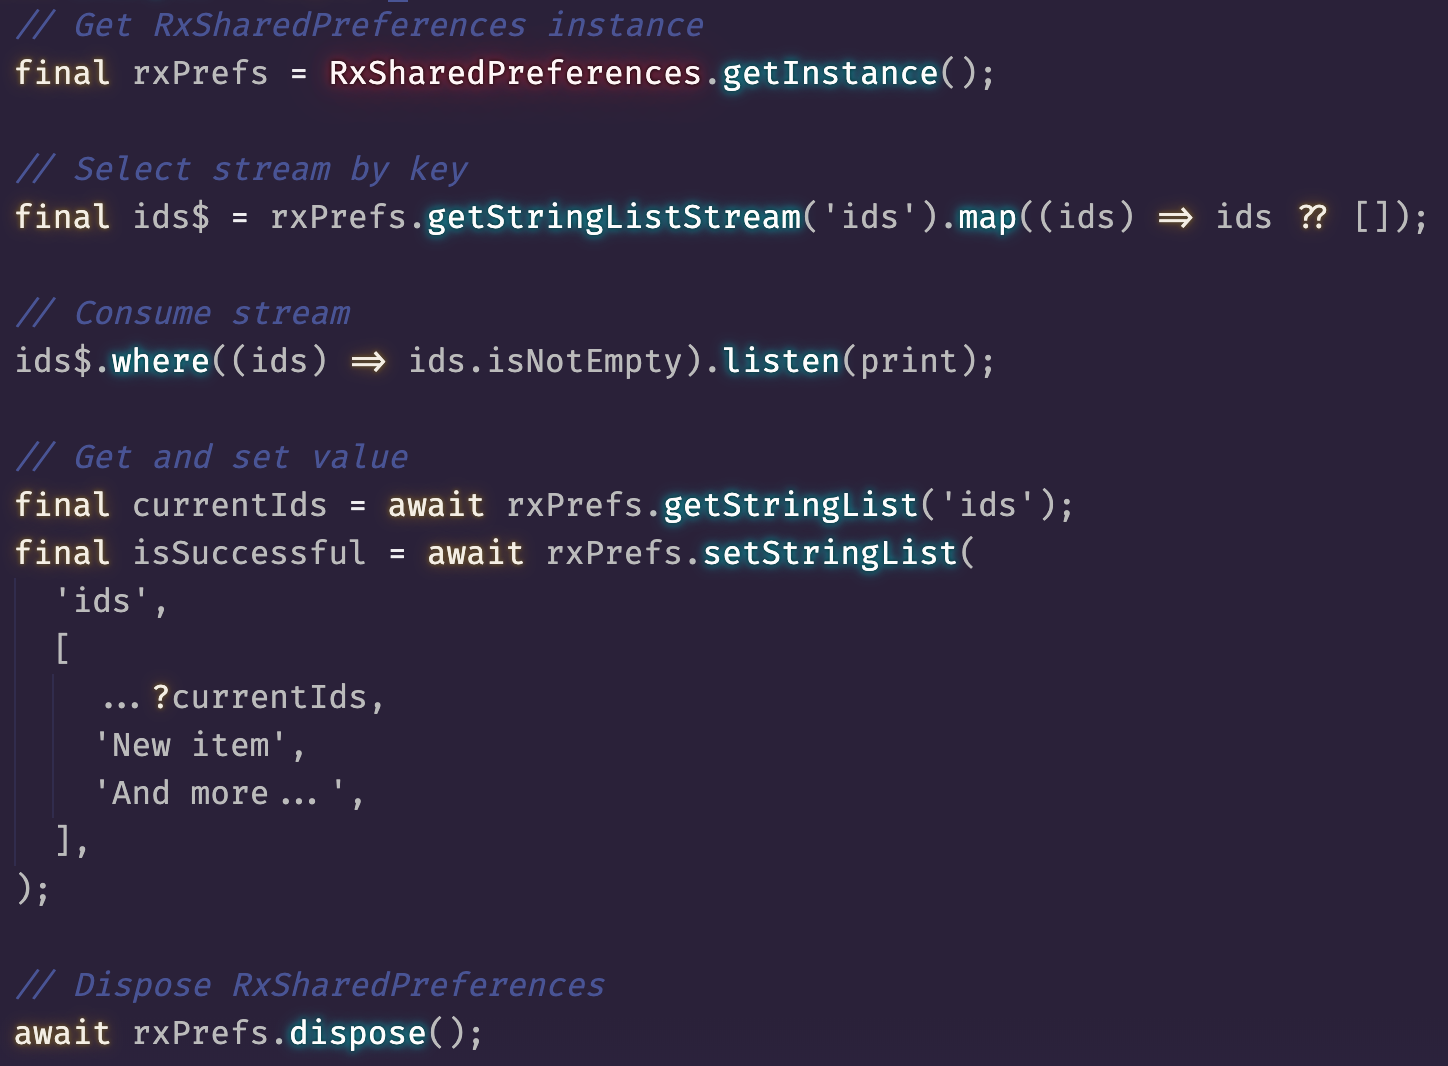 // Get RxSharedPreferences instance
final rxPrefs = RxSharedPreferences.getInstance();
// Select stream by key
final ids$ = rxPrefs.getStringListStream('ids').map((ids) => ids ?? []);
// Consume stream
ids$.where((ids) => ids.isNotEmpty).listen(print);
// Get and set value
final currentIds = await rxPrefs.getStringList('ids');
final isSuccessful = await rxPrefs.setStringList(
  'ids',
  [
    ...?currentIds,
    'New item',
    'And more...',
  ],
);
// Dispose RxSharedPreferences
await rxPrefs.dispose();